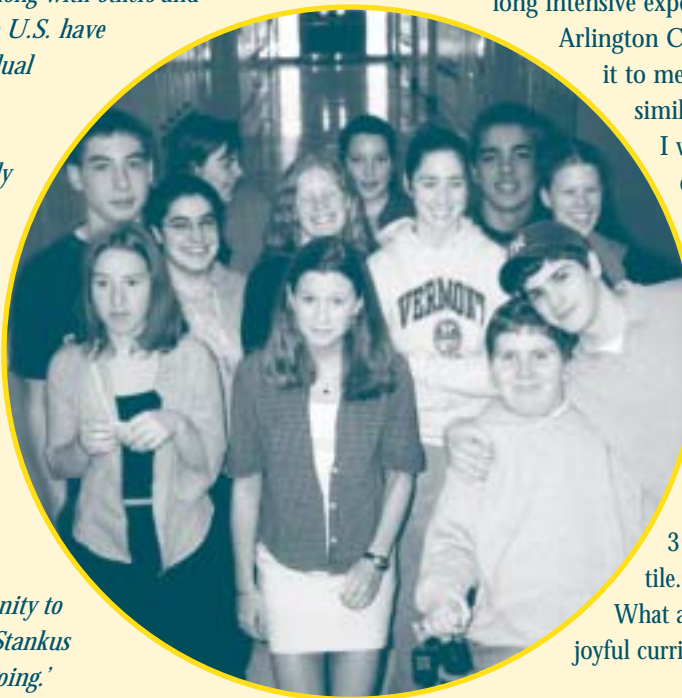 long with others and
U.S. have
dual
ly
nity to
Stankus
oing.'
VERMONT
long intensive expe
Arlington C
it to me
simil
I w
3
tile.
What a
joyful curri